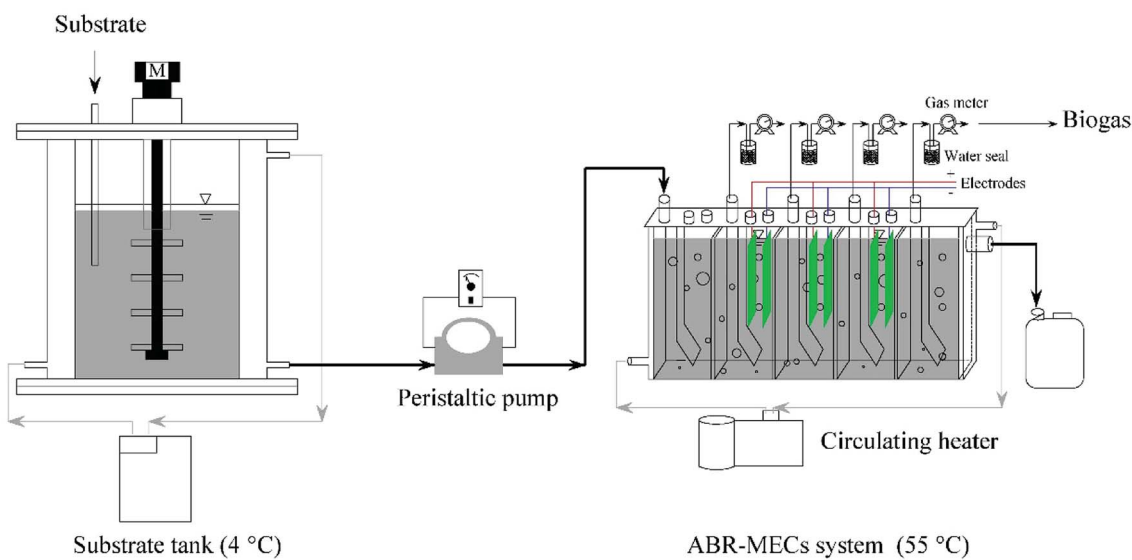 Substrate
M
Gas meter
Biogas
Water seal
+
Electrodes
-
Peristaltic pump
Circulating heater
Substrate tank (4 °C)
ABR-MECs system (55 °C)